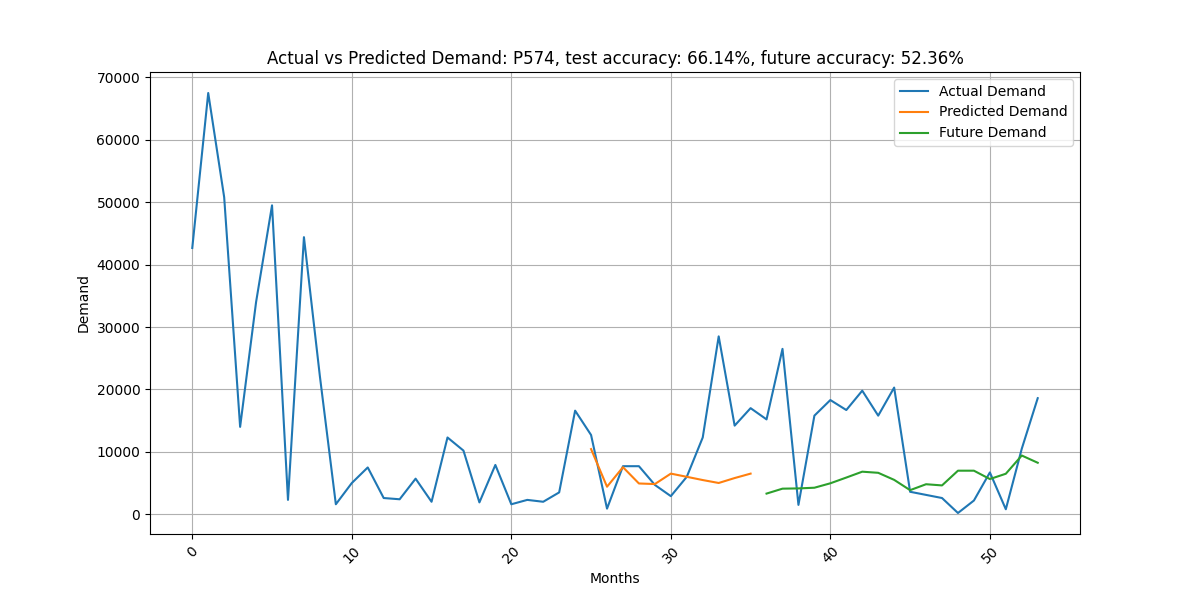 Actual vs Predicted Demand: P574, test accuracy: 66.14%, future accuracy: 52.36%
70000
60000
50000
40000
30000
20000
10000
0
Demand
Actual Demand
Predicted Demand
Future Demand
0
10
20
30
40
50
Months